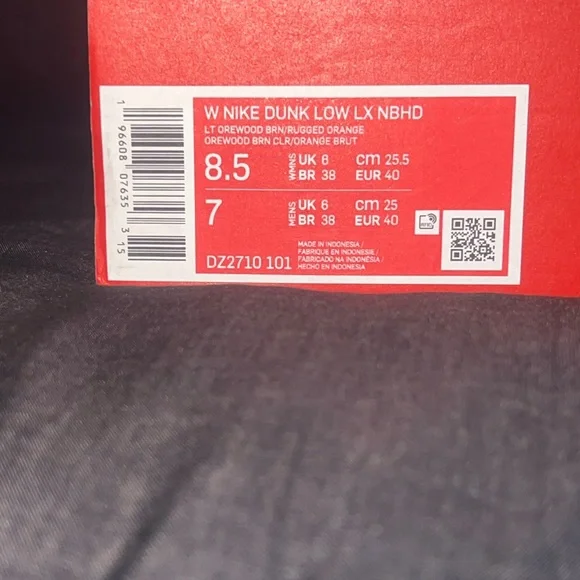 W NIKE DUNK LOW LX NBHD
LT OREWOOD BRN/RUGGED ORANGE
OREWOOD BRN CLR/ORANGE BRUT
8.5 WMNS UK 6 cm 25.5
BR 38 EUR 40
7 MENS UK 6 cm 25
BR 38 EUR 40
DZ2710 101
MADE IN INDONESIA/
FABRIQUE EN INDONESIE/
FABRICADO NA INDONÉSIA/
HECHO EN INDONESIA
1 96608 07635 3 15